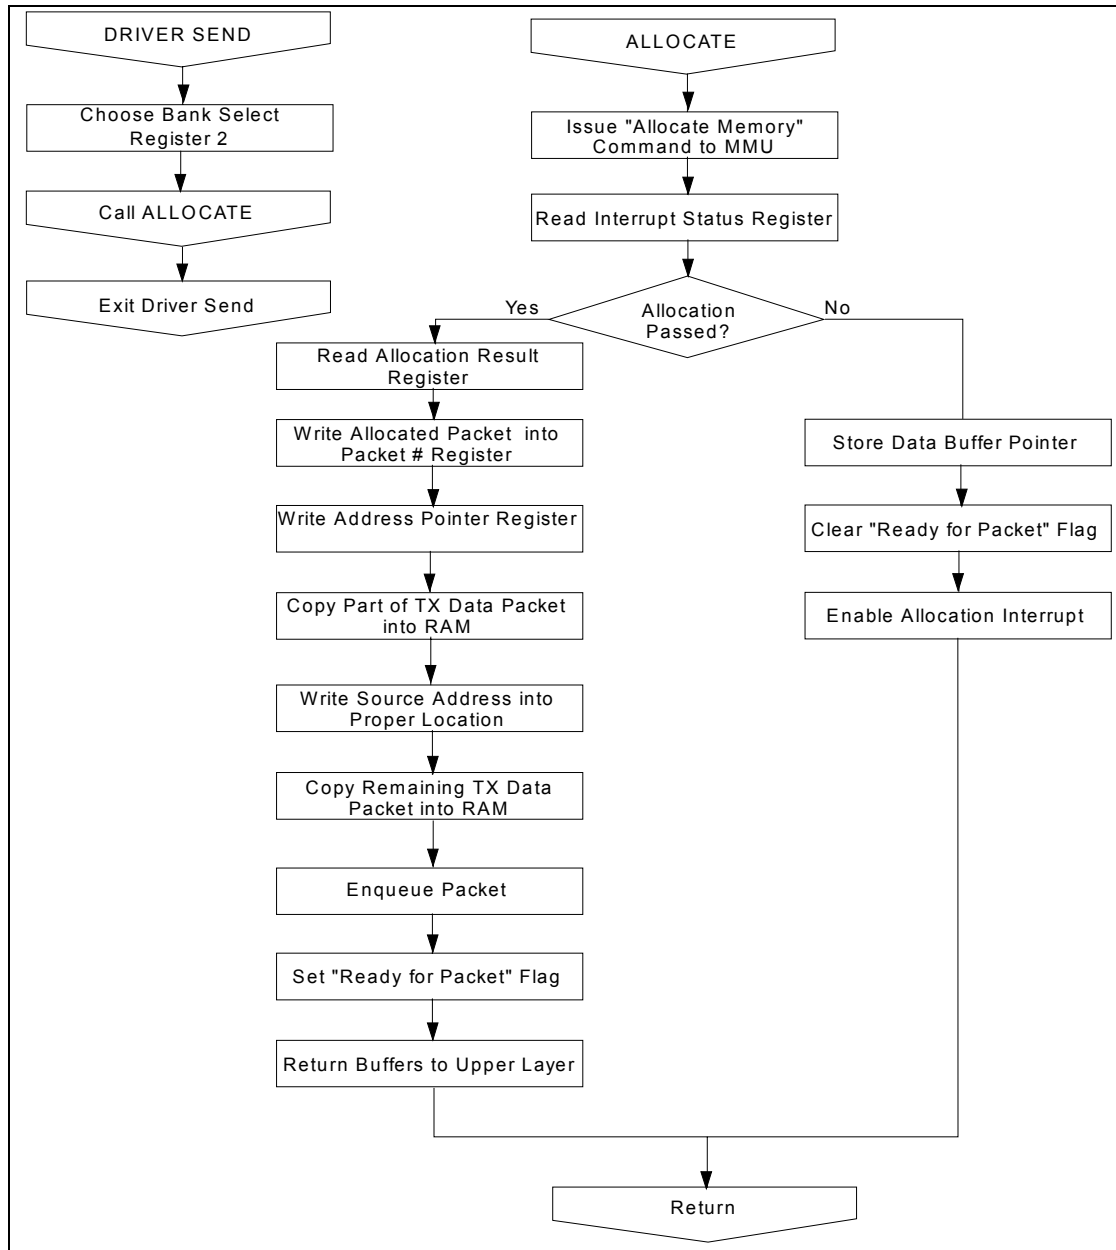 DRIVER SEND
Choose Bank Select
Register 2
Call ALLOCATE
Exit Driver Send
ALLOCATE
Issue "Allocate Memory"
Command to MMU
Read Interrupt Status Register
Allocation
Passed?
Yes
No
Read Allocation Result
Register
Write Allocated Packet into
Packet # Register
Write Address Pointer Register
Copy Part of TX Data Packet
into RAM
Write Source Address into
Proper Location
Copy Remaining TX Data
Packet into RAM
Enqueue Packet
Set "Ready for Packet" Flag
Return Buffers to Upper Layer
Store Data Buffer Pointer
Clear "Ready for Packet" Flag
Enable Allocation Interrupt
Return